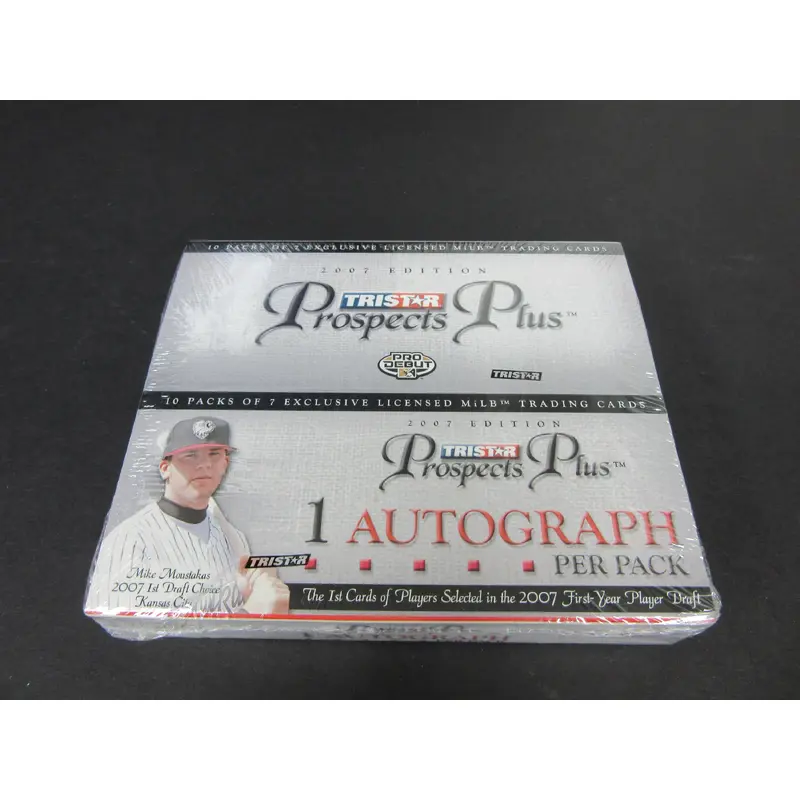 10 PACKS OF 7 EXCLUSIVE LICENSED MiLB™ TRADING CARDS
2007 EDITION
TRISTAR
Prospects Plus™
PRO DEBUT
TRISTAR
10 PACKS OF 7 EXCLUSIVE LICENSED MiLB™ TRADING CARDS
2007 EDITION
TRISTAR
Prospects Plus™
1 AUTOGRAPH
PER PACK
TRISTAR
Mike Moustakas
2007 1st Draft Choice
Kansas City
The 1st Cards of Players Selected in the 2007 First-Year Player Draft
AUTOGRAPH